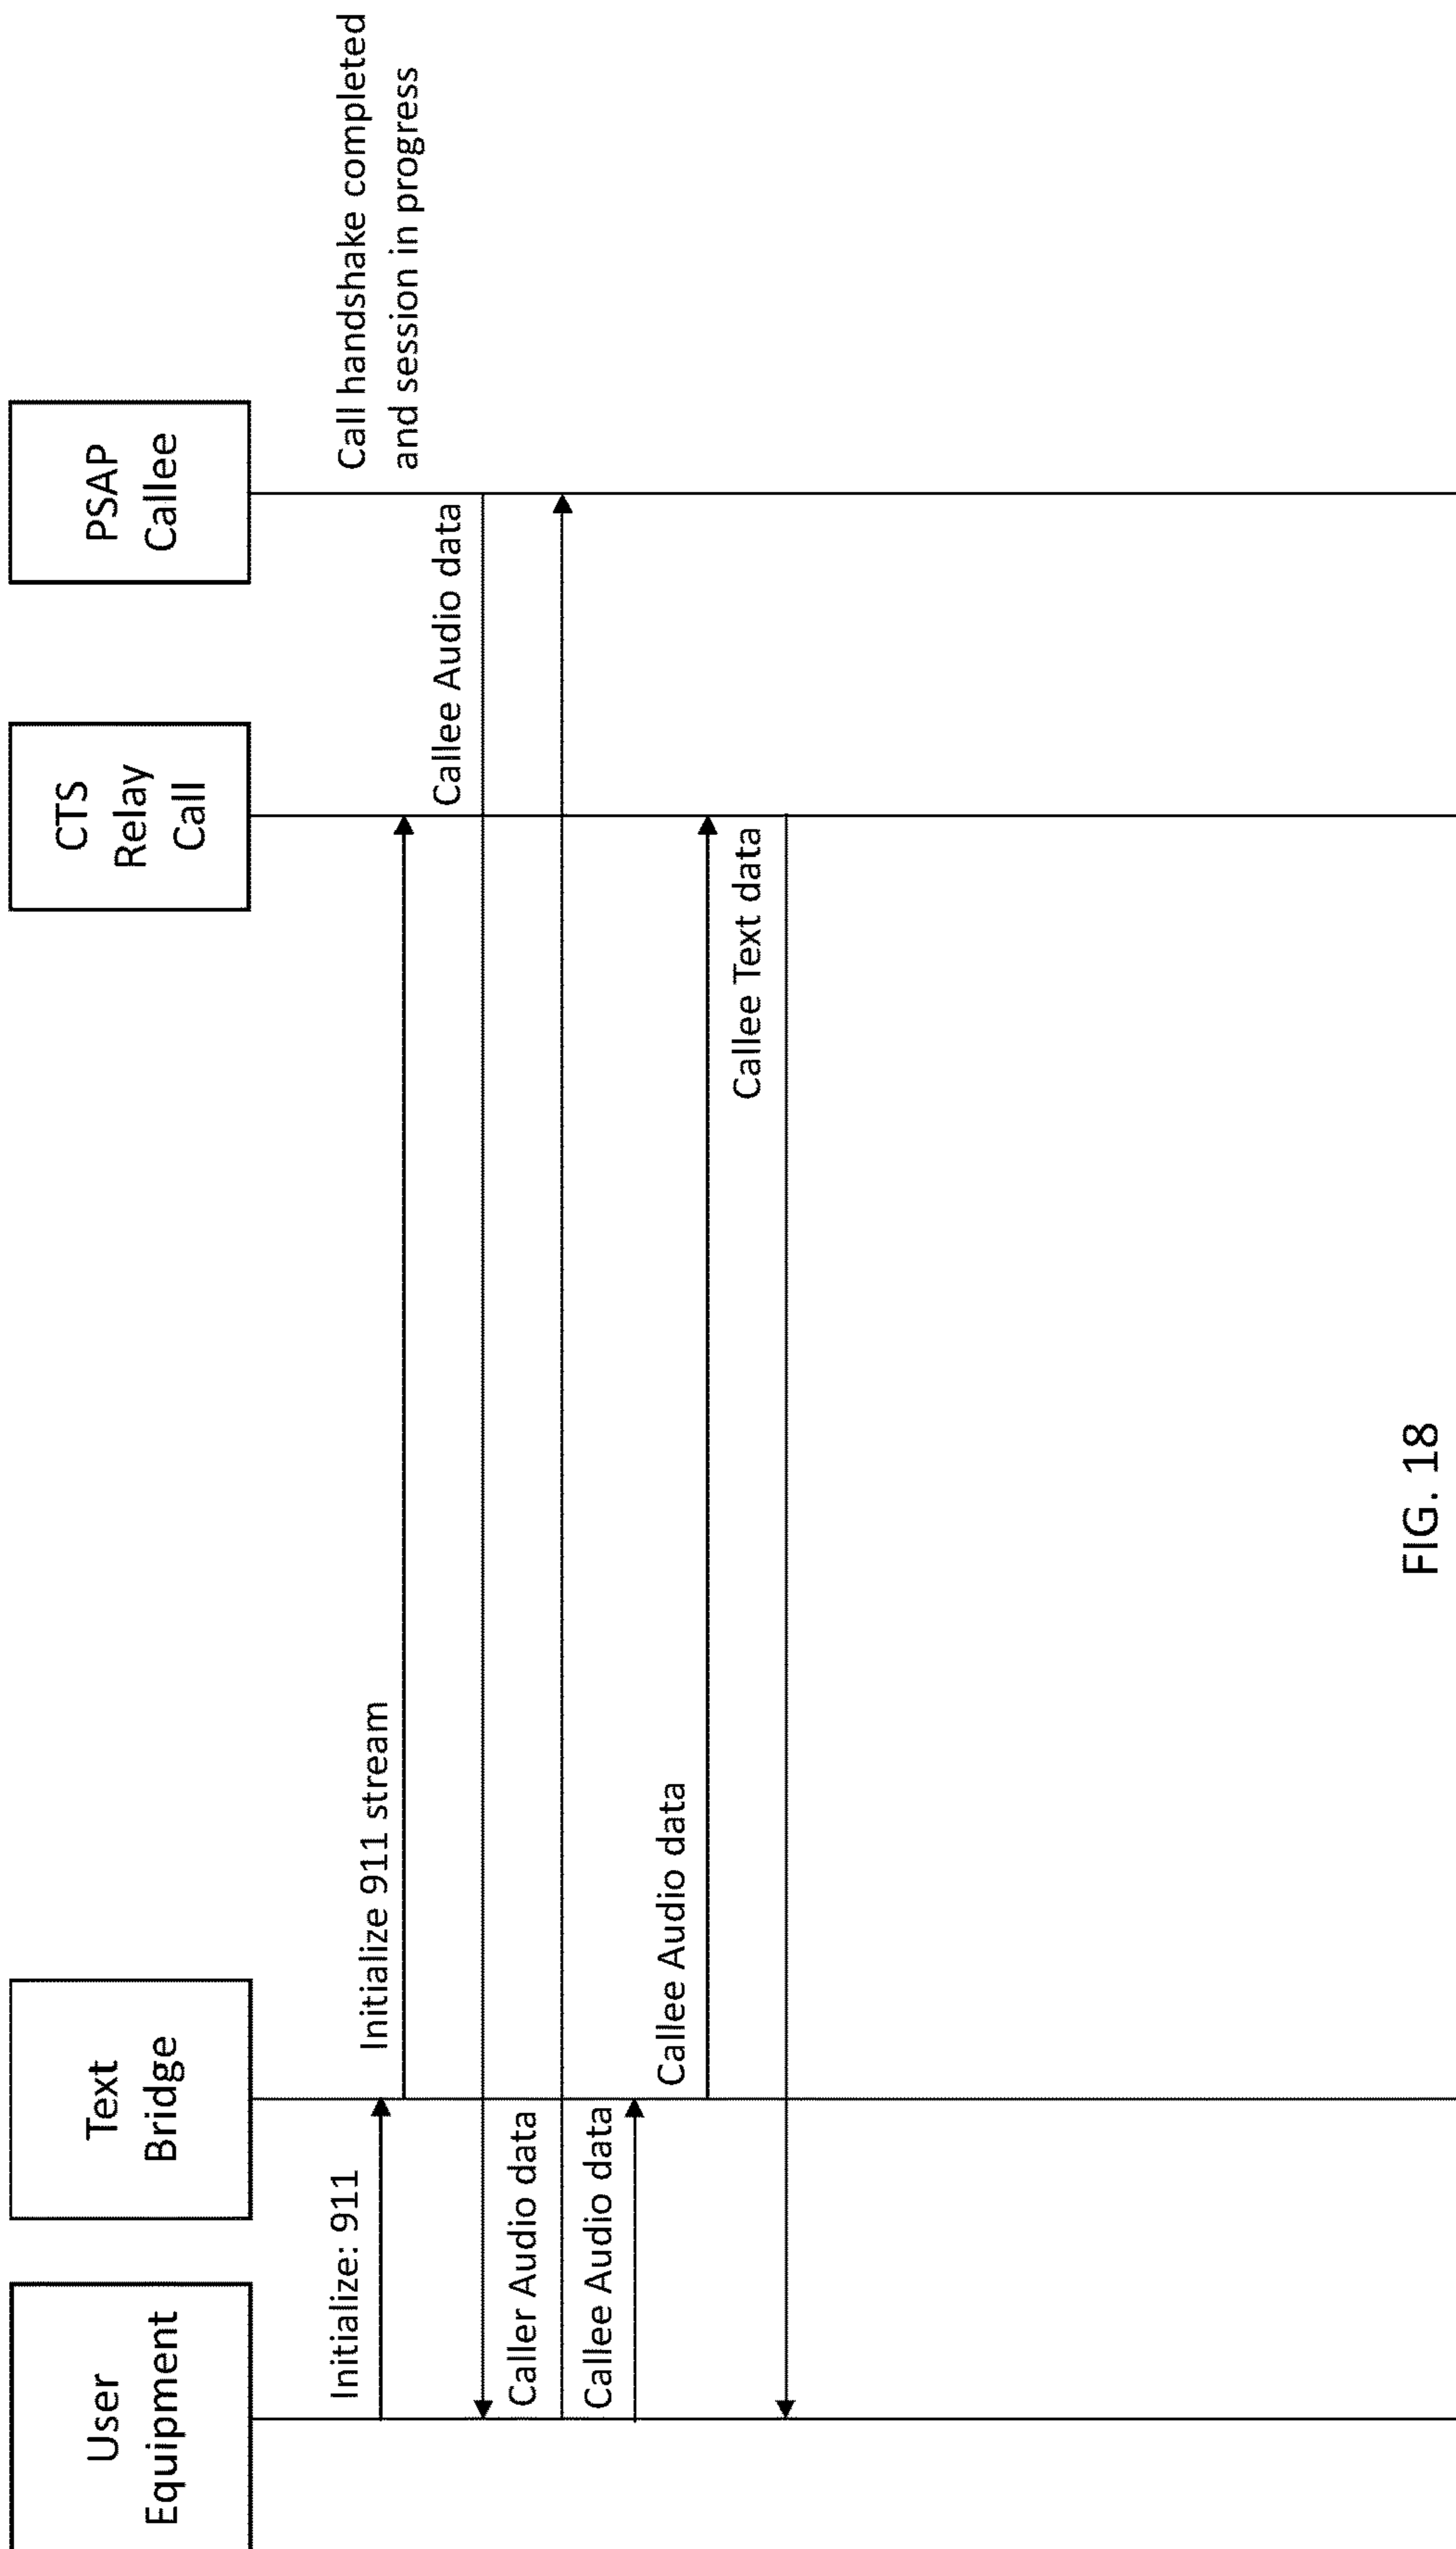 User
Equipment
Text
Bridge
CTS
Relay
Call
PSAP
Callee
Call handshake completed
and session in progress
Initialize: 911
Initialize 911 stream
Callee Audio data
Caller Audio data
Callee Audio data
Callee Audio data
Callee Text data
FIG. 18